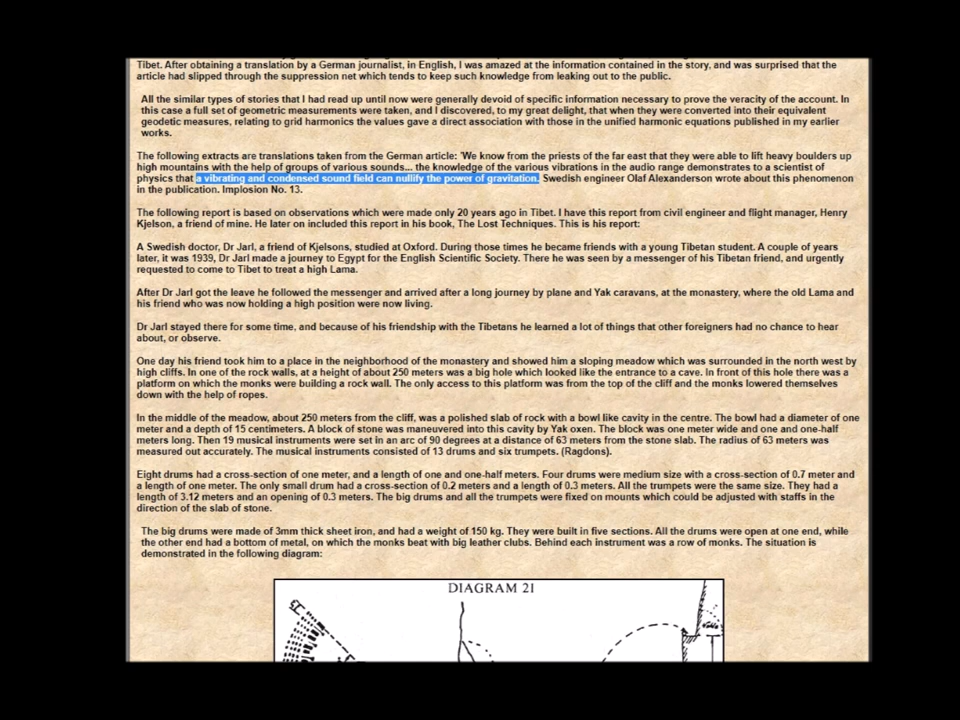 Tibet. After obtaining a translation by a German journalist, in English, I was amazed at the information contained in the story, and was surprised that the
article had slipped through the suppression net which tends to keep such knowledge from leaking out to the public.
All the similar types of stories that I had read up until now were generally devoid of specific information necessary to prove the veracity of the account. In
this case a full set of geometric measurements were taken, and I discovered, to my great delight, that when they were converted into their equivalent
geodetic measures, relating to grid harmonics the values gave a direct association with those in the unified harmonic equations published in my earlier
works.
The following extracts are translations taken from the German article: 'We know from the priests of the far east that they were able to lift heavy boulders up
high mountains with the help of groups of various sounds... the knowledge of the various vibrations in the audio range demonstrates to a scientist of
physics that a vibrating and condensed sound field can nullify the power of gravitation. Swedish engineer Olaf Alexanderson wrote about this phenomenon
in the publication. Implosion No. 13.
The following report is based on observations which were made only 20 years ago in Tibet. I have this report from civil engineer and flight manager, Henry
Kjelson, a friend of mine. He later on included this report in his book, The Lost Techniques. This is his report:
A Swedish doctor, Dr Jarl, a friend of Kjelsons, studied at Oxford. During those times he became friends with a young Tibetan student. A couple of years
later, it was 1939, Dr Jarl made a journey to Egypt for the English Scientific Society. There he was seen by a messenger of his Tibetan friend, and urgently
requested to come to Tibet to treat a high Lama.
After Dr Jarl got the leave he followed the messenger and arrived after a long journey by plane and Yak caravans, at the monastery, where the old Lama and
his friend who was now holding a high position were now living.
Dr Jarl stayed there for some time, and because of his friendship with the Tibetans he learned a lot of things that other foreigners had no chance to hear
about, or observe.
One day his friend took him to a place in the neighborhood of the monastery and showed him a sloping meadow which was surrounded in the north west by
high cliffs. In one of the rock walls, at a height of about 250 meters was a big hole which looked like the entrance to a cave. In front of this hole there was a
platform on which the monks were building a rock wall. The only access to this platform was from the top of the cliff and the monks lowered themselves
down with the help of ropes.
In the middle of the meadow, about 250 meters from the cliff, was a polished slab of rock with a bowl like cavity in the centre. The bowl had a diameter of one
meter and a depth of 15 centimeters. A block of stone was maneuvered into this cavity by Yak oxen. The block was one meter wide and one and one-half
meters long. Then 19 musical instruments were set in an arc of 90 degrees at a distance of 63 meters from the stone slab. The radius of 63 meters was
measured out accurately. The musical instruments consisted of 13 drums and six trumpets. (Ragdons).
Eight drums had a cross-section of one meter, and a length of one and one-half meters. Four drums were medium size with a cross-section of 0.7 meter and
a length of one meter. The only small drum had a cross-section of 0.2 meters and a length of 0.3 meters. All the trumpets were the same size. They had a
length of 3.12 meters and an opening of 0.3 meters. The big drums and all the trumpets were fixed on mounts which could be adjusted with staffs in the
direction of the slab of stone.
The big drums were made of 3mm thick sheet iron, and had a weight of 150 kg. They were built in five sections. All the drums were open at one end, while
the other end had a bottom of metal, on which the monks beat with big leather clubs. Behind each instrument was a row of monks. The situation is
demonstrated in the following diagram:
DIAGRAM 21